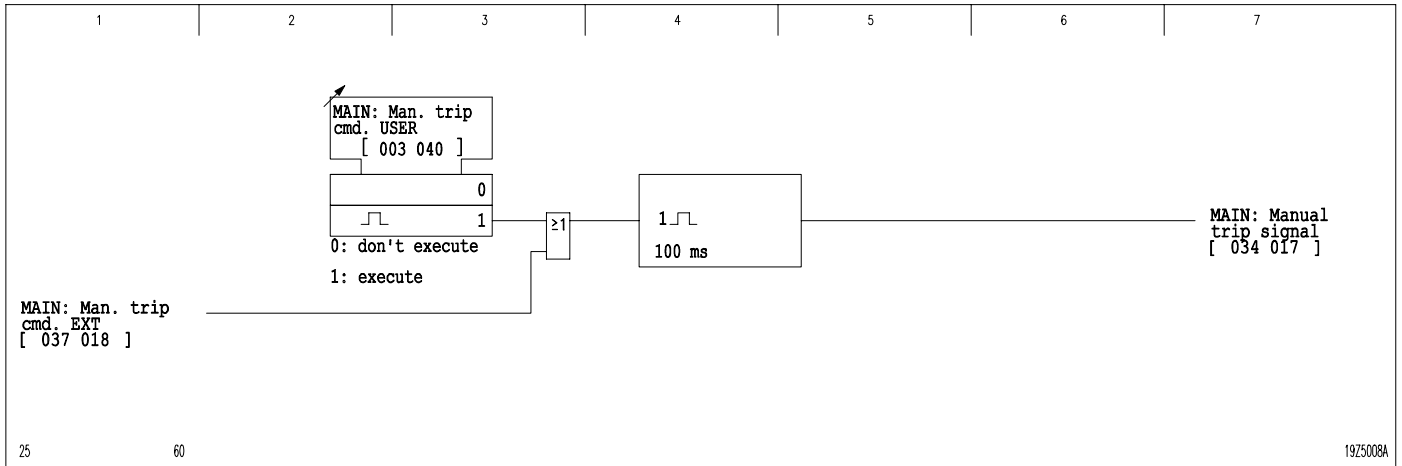 1 2 3 4 5 6 7
MAIN: Man. trip
cmd. USER
[ 003 040 ]
0
1
0: don't execute
1: execute
≥1
1
100 ms
MAIN: Manual
trip signal
[ 034 017 ]
MAIN: Man. trip
cmd. EXT
[ 037 018 ]
25 60
19Z5008A